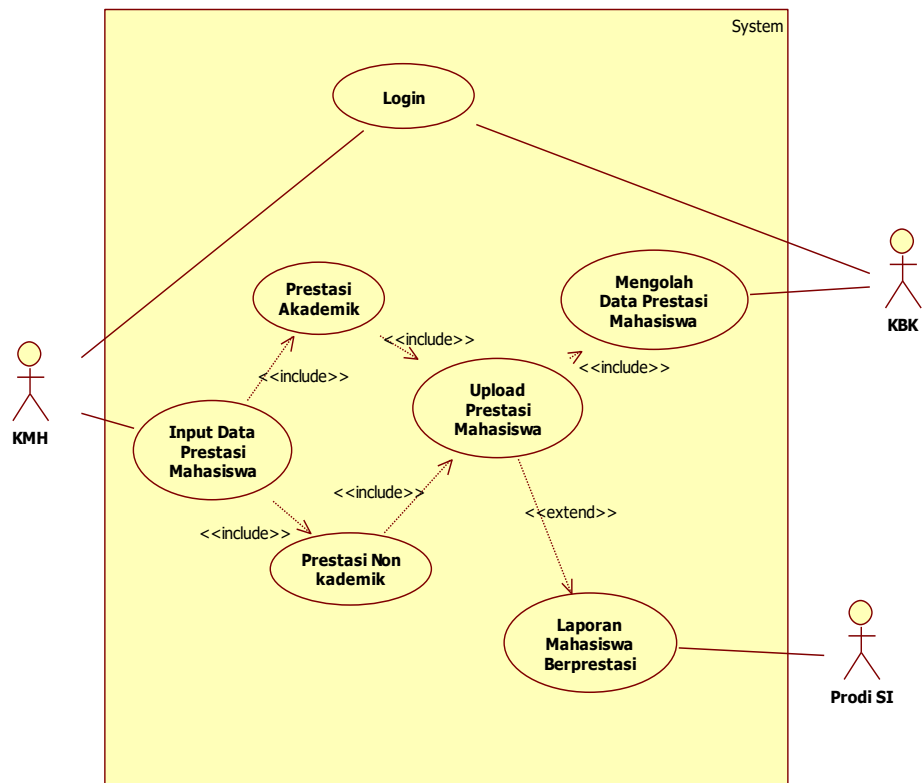 System
Login
Prestasi
Akademik
Mengolah
Data Prestasi
Mahasiswa
KBK
<<include>>
<<include>>
<<include>>
KMH
Upload
Prestasi
Mahasiswa
Input Data
Prestasi
Mahasiswa
<<include>>
<<include>>
<<extend>>
Prestasi Non
kademik
Laporan
Mahasiswa
Berprestasi
Prodi SI